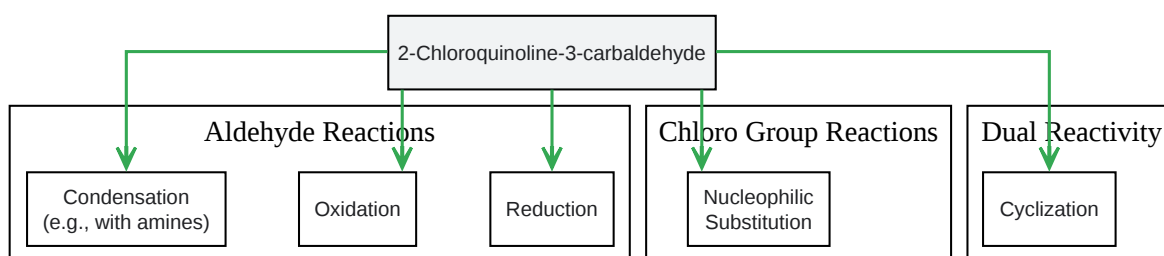 2-Chloroquinoline-3-carbaldehyde
Aldehyde Reactions
Chloro Group Reactions
Dual Reactivity
Condensation
(e.g., with amines)
Oxidation
Reduction
Nucleophilic
Substitution
Cyclization